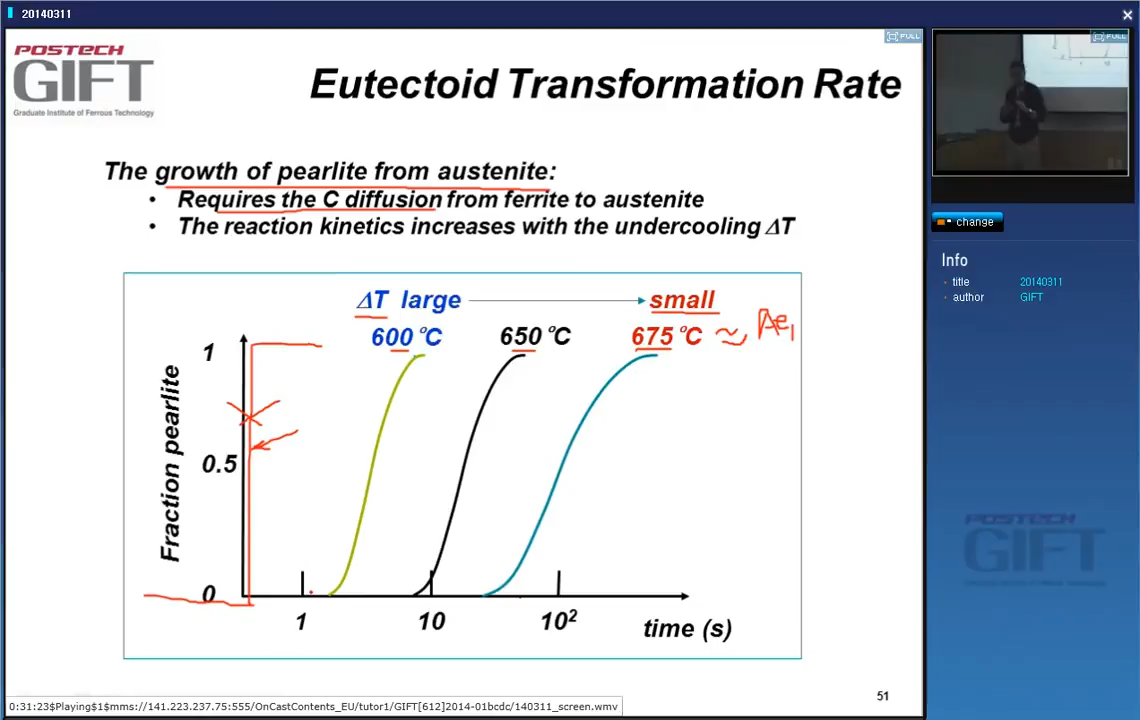 20140311
POSTECH
GIFT
Graduate Institute of Ferrous Technology
Eutectoid Transformation Rate
FULL
FULL
The growth of pearlite from austenite:
• Requires the C diffusion from ferrite to austenite
• The reaction kinetics increases with the undercooling ΔT
change
Info
• title 20140311
• author GIFT
ΔT large small
600 °C 650 °C 675 °C ≈ Ae1
Fraction pearlite
1
0.5
0
1 10 10² time (s)
POSTECH
GIFT
51
0:31:23$Playing$1$mms://141.223.237.75:555/OnCastContents_EU/tutor1/GIFT[612]2014-01bcdc/140311_screen.wmv